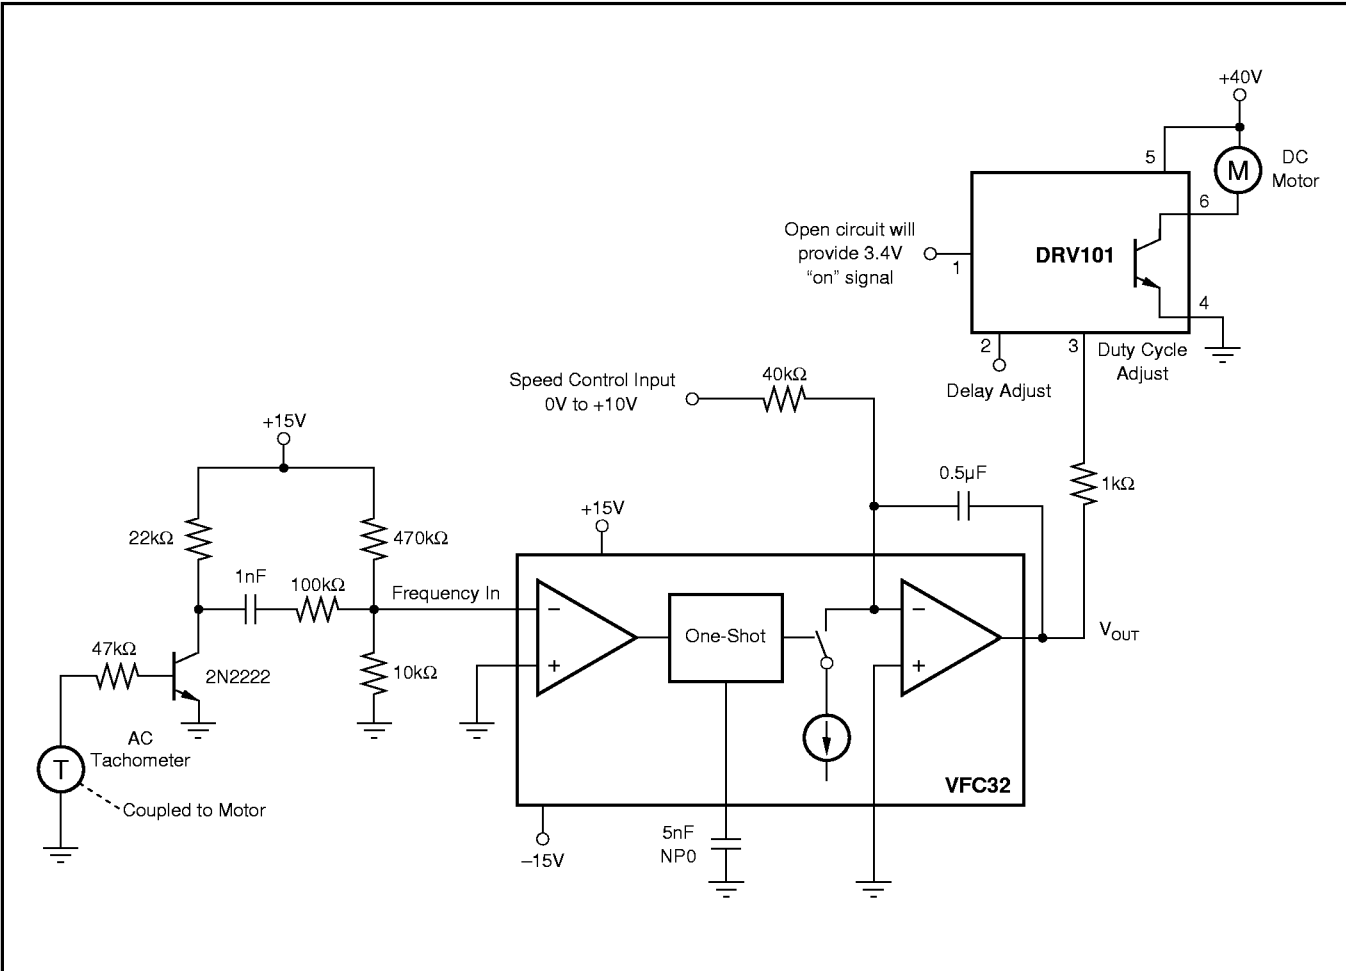 +40V
5
M
DC
Motor
6
Open circuit will
provide 3.4V
“on” signal
1
DRV101
4
2
3
Duty Cycle
Adjust
Delay Adjust
Speed Control Input
0V to +10V
40kΩ
+15V
0.5µF
1kΩ
+15V
22kΩ
470kΩ
1nF
100kΩ
Frequency In
–
+
One-Shot
–
+
VOUT
47kΩ
2N2222
10kΩ
AC
Tachometer
T
Coupled to Motor
VFC32
5nF
NP0
–15V